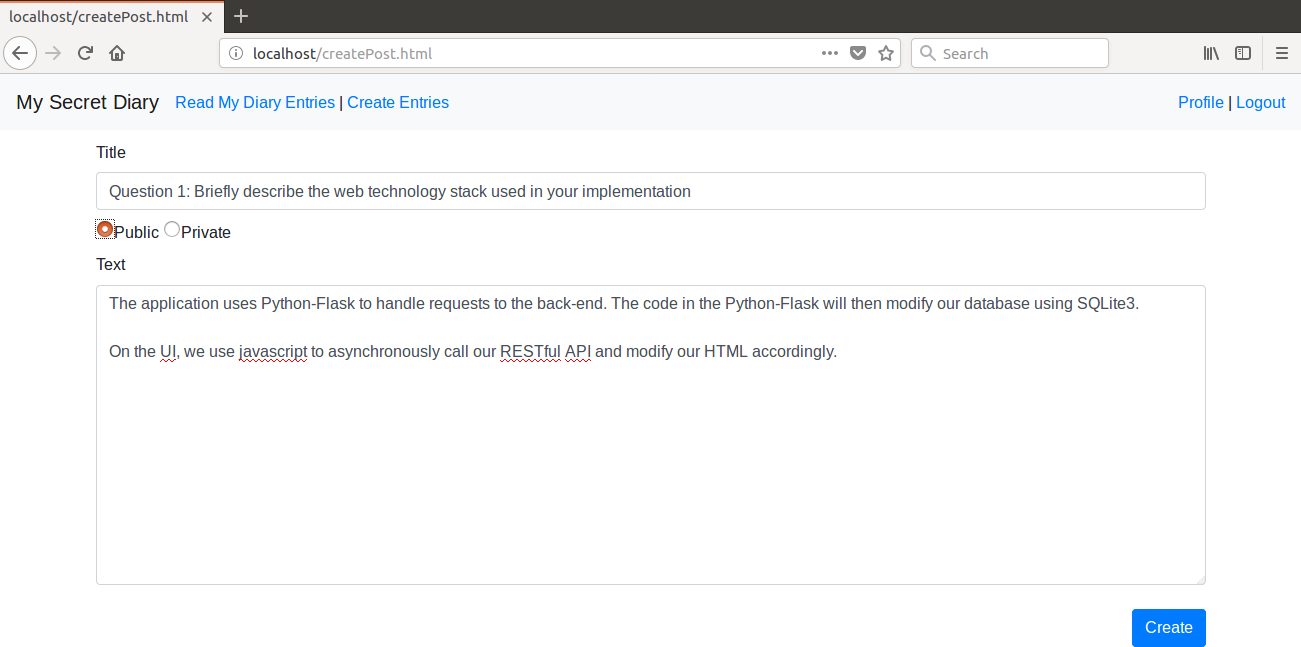 localhost/createPost.html
localhost/createPost.html
Search
My Secret Diary Read My Diary Entries | Create Entries Profile | Logout
Title
Question 1: Briefly describe the web technology stack used in your implementation
Public Private
Text
The application uses Python-Flask to handle requests to the back-end. The code in the Python-Flask will then modify our database using SQLite3.
On the UI, we use javascript to asynchronously call our RESTful API and modify our HTML accordingly.
Create